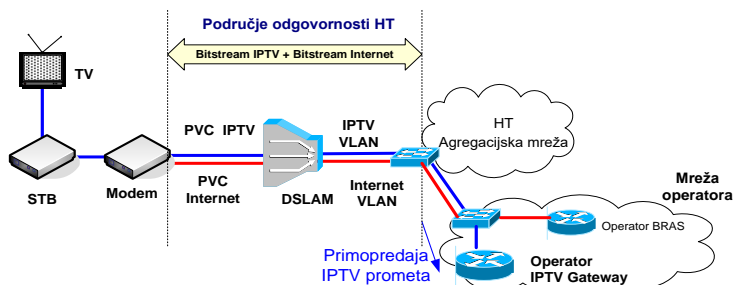 Područje odgovornosti HT
Bitstream IPTV + Bitstream Internet
TV
STB
Modem
PVC IPTV
PVC
Internet
DSLAM
IPTV
VLAN
Internet
VLAN
HT
Agregacijska mreža
Mreža
operatora
Operator BRAS
Primopredaja
IPTV prometa
Operator
IPTV Gateway